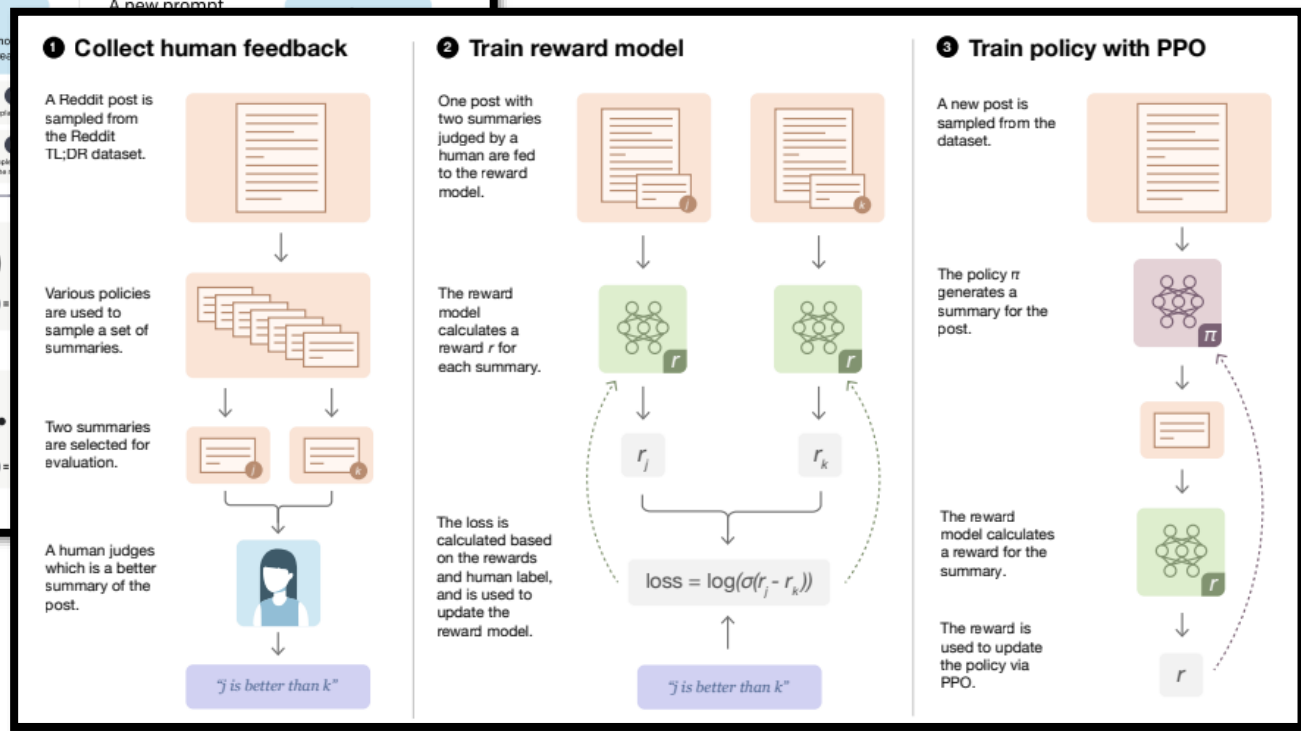 A new prompt
❶ Collect human feedback
A Reddit post is
sampled from
the Reddit
TL;DR dataset.
Various policies
are used to
sample a set of
summaries.
Two summaries
are selected for
evaluation.
j
k
A human judges
which is a better
summary of the
post.
“j is better than k”
❷ Train reward model
One post with
two summaries
judged by a
human are fed
to the reward
model.
j
k
The reward
model
calculates a
reward r for
each summary.
r
r
r_j
r_k
The loss is
calculated based
on the rewards
and human label,
and is used to
update the
reward model.
loss = log(σ(r_j - r_k))
“j is better than k”
❸ Train policy with PPO
A new post is
sampled from the
dataset.
The policy π
generates a
summary for the
post.
π
The reward
model calculates
a reward for the
summary.
r
The reward is
used to update
the policy via
PPO.
r